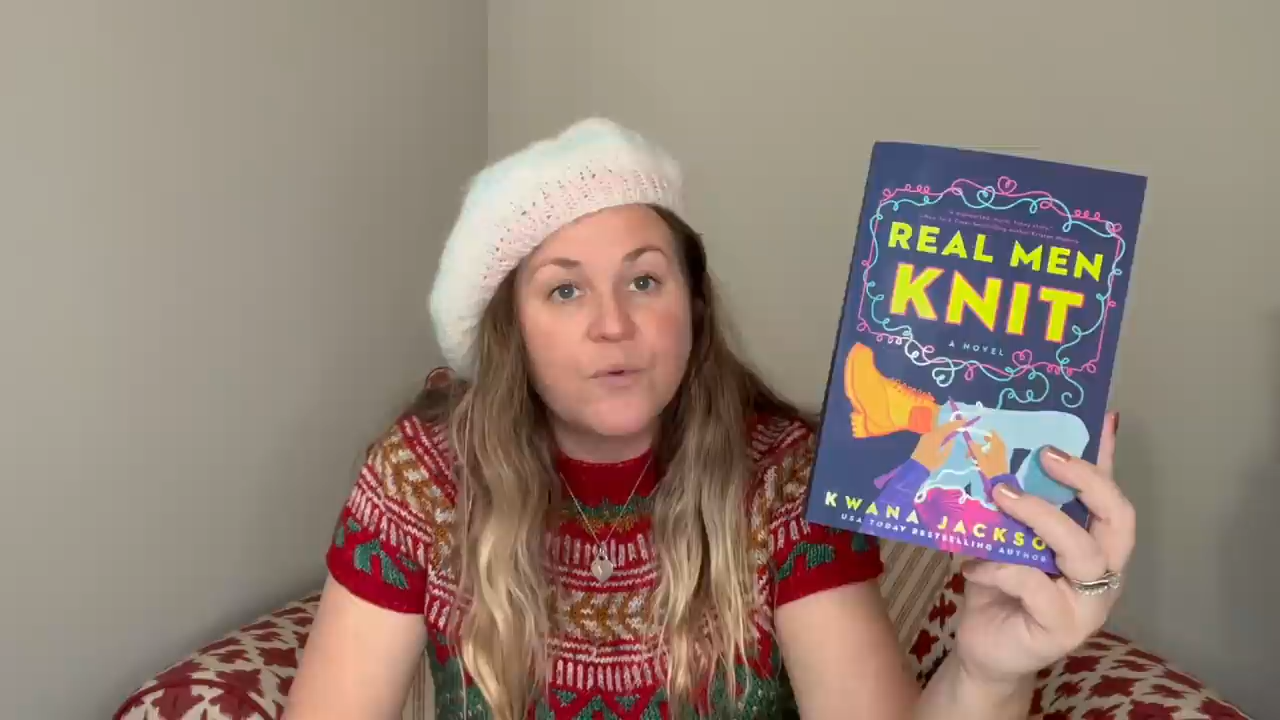 REAL MEN
KNIT
A NOVEL
KWANA JACKSO
USA TODAY BESTSELLING AUTHOR